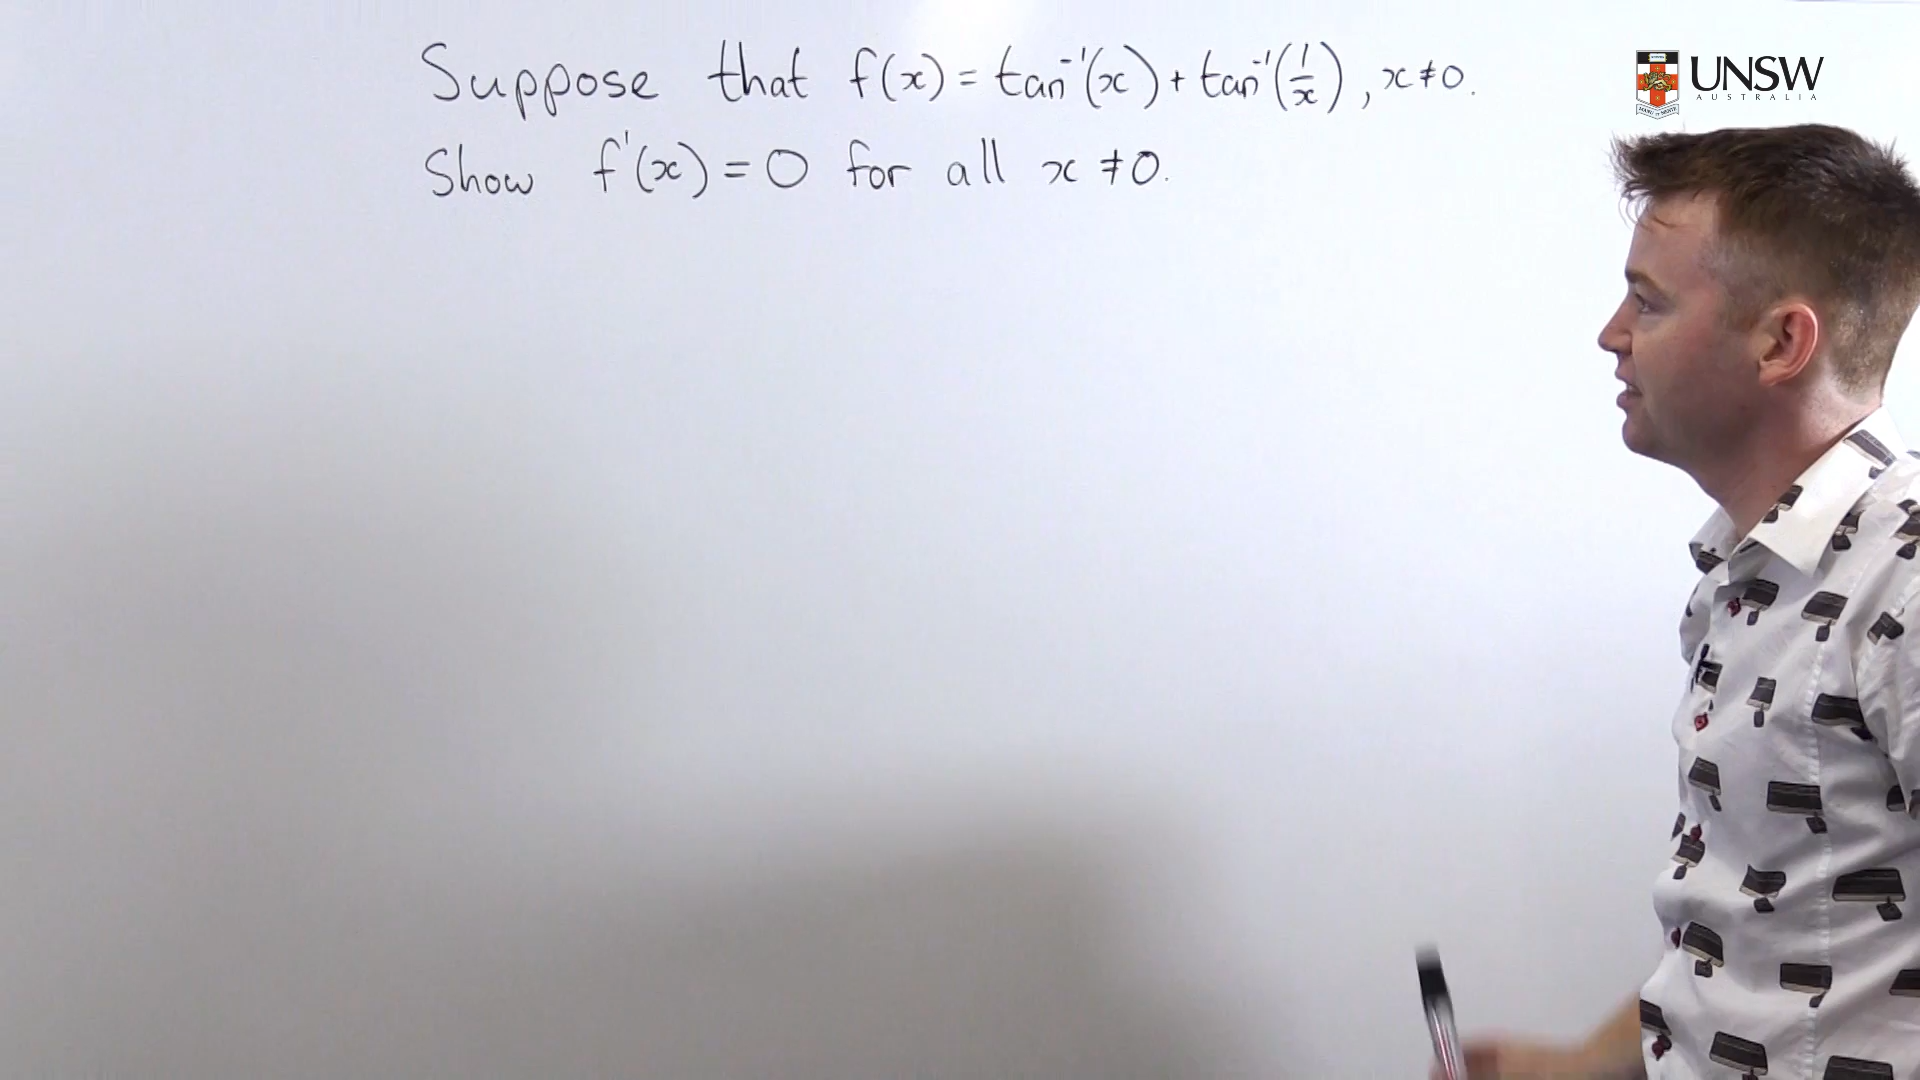 Suppose that f(x) = tan⁻¹(x) + tan⁻¹(1/x), x≠0.
Show f'(x) = 0 for all x ≠0.
UNSW
AUSTRALIA